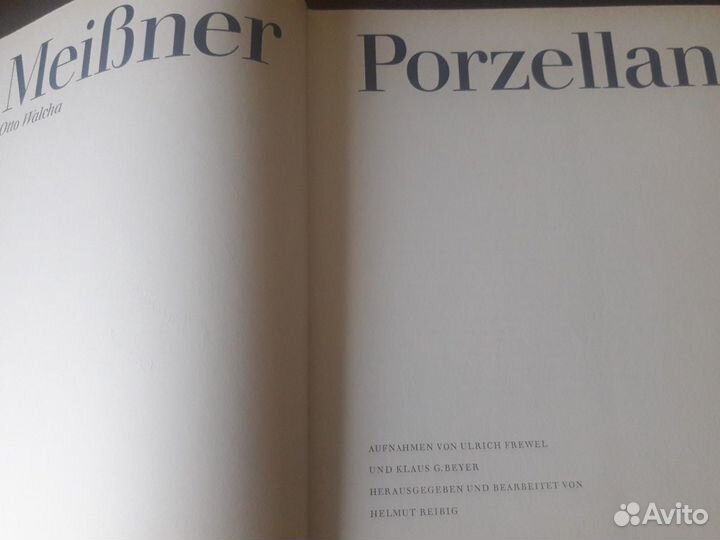 Meißner Porzellan
Otto Walcha
AUFNAHMEN VON ULRICH FREWEL
UND KLAUS G. BEYER
HERAUSGEGEBEN UND BEARBEITET VON
HELMUT REIBIG
Avito